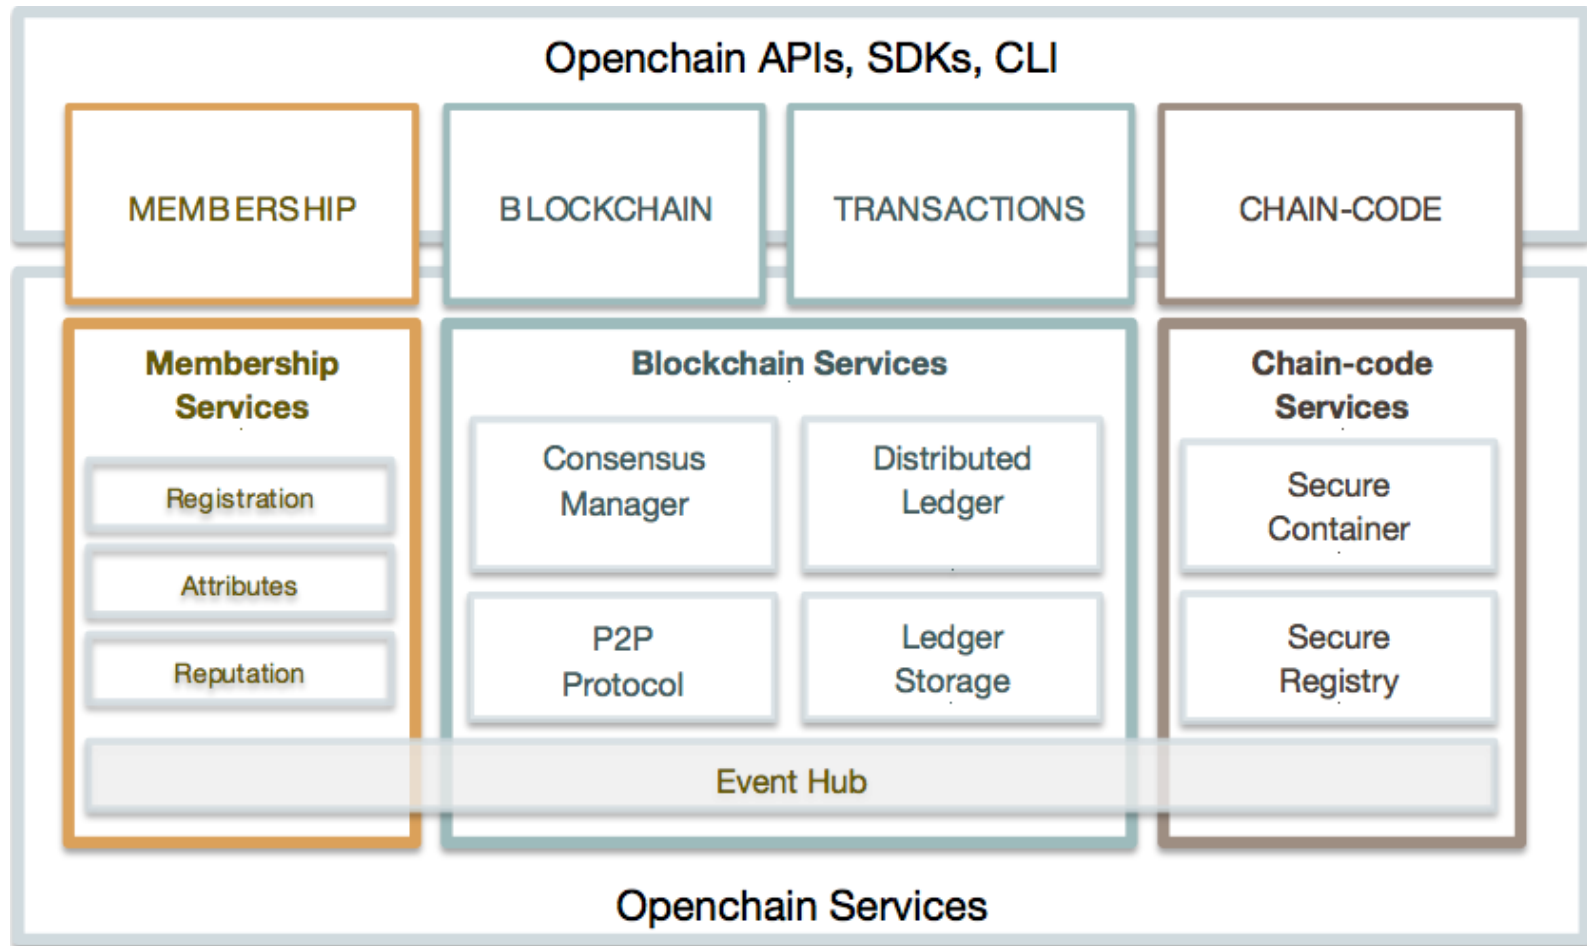 Openchain APIs, SDKs, CLI
MEMBERSHIP
BLOCKCHAIN
TRANSACTIONS
CHAIN-CODE
Membership
Services
Registration
Attributes
Reputation
Blockchain Services
Consensus
Manager
Distributed
Ledger
P2P
Protocol
Ledger
Storage
Chain-code
Services
Secure
Container
Secure
Registry
Event Hub
Openchain Services